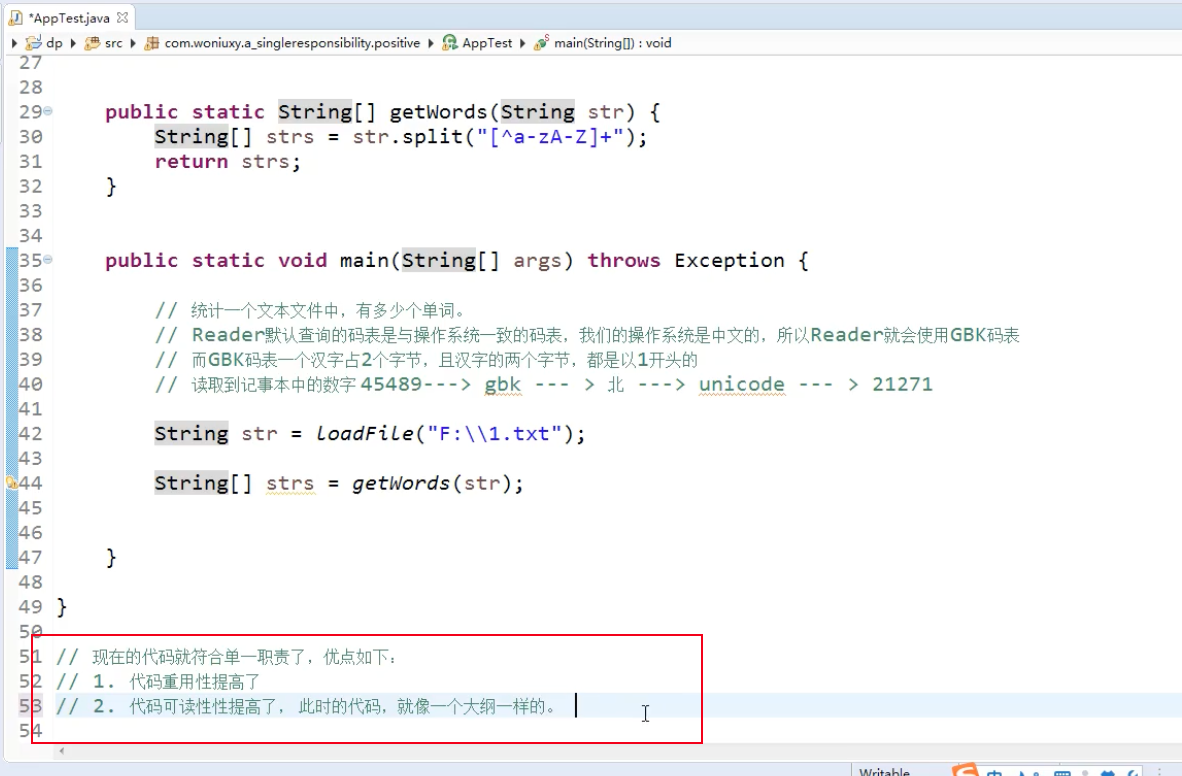 *AppTest.java
dp src com.woniuxy.a_singleresponsibility.positive AppTest main(String[]) : void
27
28
29 public static String[] getWords(String str) {
30 String[] strs = str.split("[^a-zA-Z]+");
31 return strs;
32 }
33
34
35 public static void main(String[] args) throws Exception {
36
37 // 统计一个文本文件中，有多少个单词。
38 // Reader默认查询的码表是与操作系统一致的码表，我们的操作系统是中文的，所以Reader就会使用GBK码表
39 // 而GBK码表一个汉字占2个字节，且汉字的两个字节，都是以1开头的
40 // 读取到记事本中的数字 45489---> gbk --- > 北 ---> unicode --- > 21271
41
42 String str = loadFile("F:\\1.txt");
43
44 String[] strs = getWords(str);
45
46
47 }
48
49 }
50
51 // 现在的代码就符合单一职责了，优点如下：
52 // 1. 代码重用性提高了
53 // 2. 代码可读性性提高了， 此时的代码，就像一个大纲一样的。
54
Writable
中